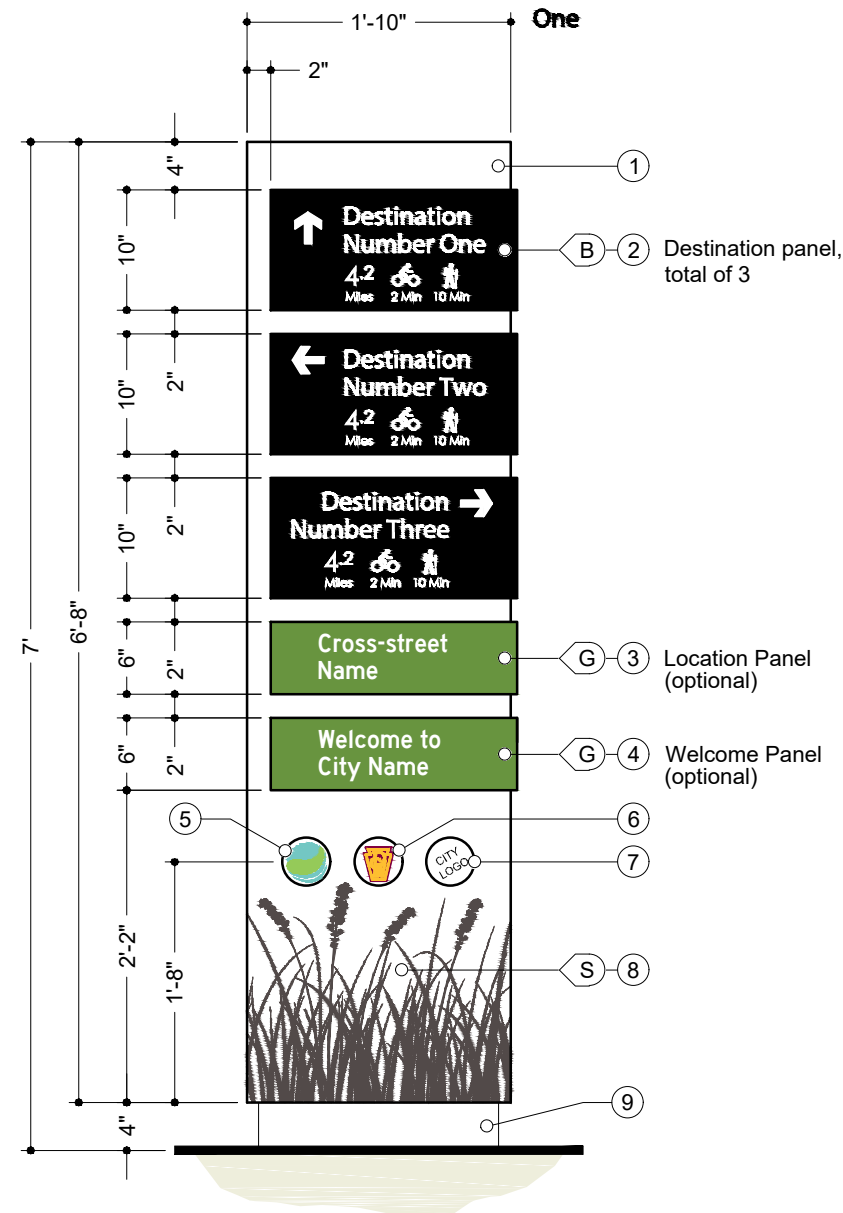 1'-10"
One
2"
4"
1
10"
Destination
Number One
4.2
Miles 2 Min 10 Min
B
2
Destination panel,
total of 3
2"
10"
Destination
Number Two
4.2
Miles 2 Min 10 Min
2"
10"
Destination
Number Three
4.2
Miles 2 Min 10 Min
7'
6'-8"
6"
2"
Cross-street
Name
G
3
Location Panel
(optional)
6"
2"
Welcome to
City Name
G
4
Welcome Panel
(optional)
5
6
CITY
LOGO
7
2'-2"
1'-8"
S
8
4"
9